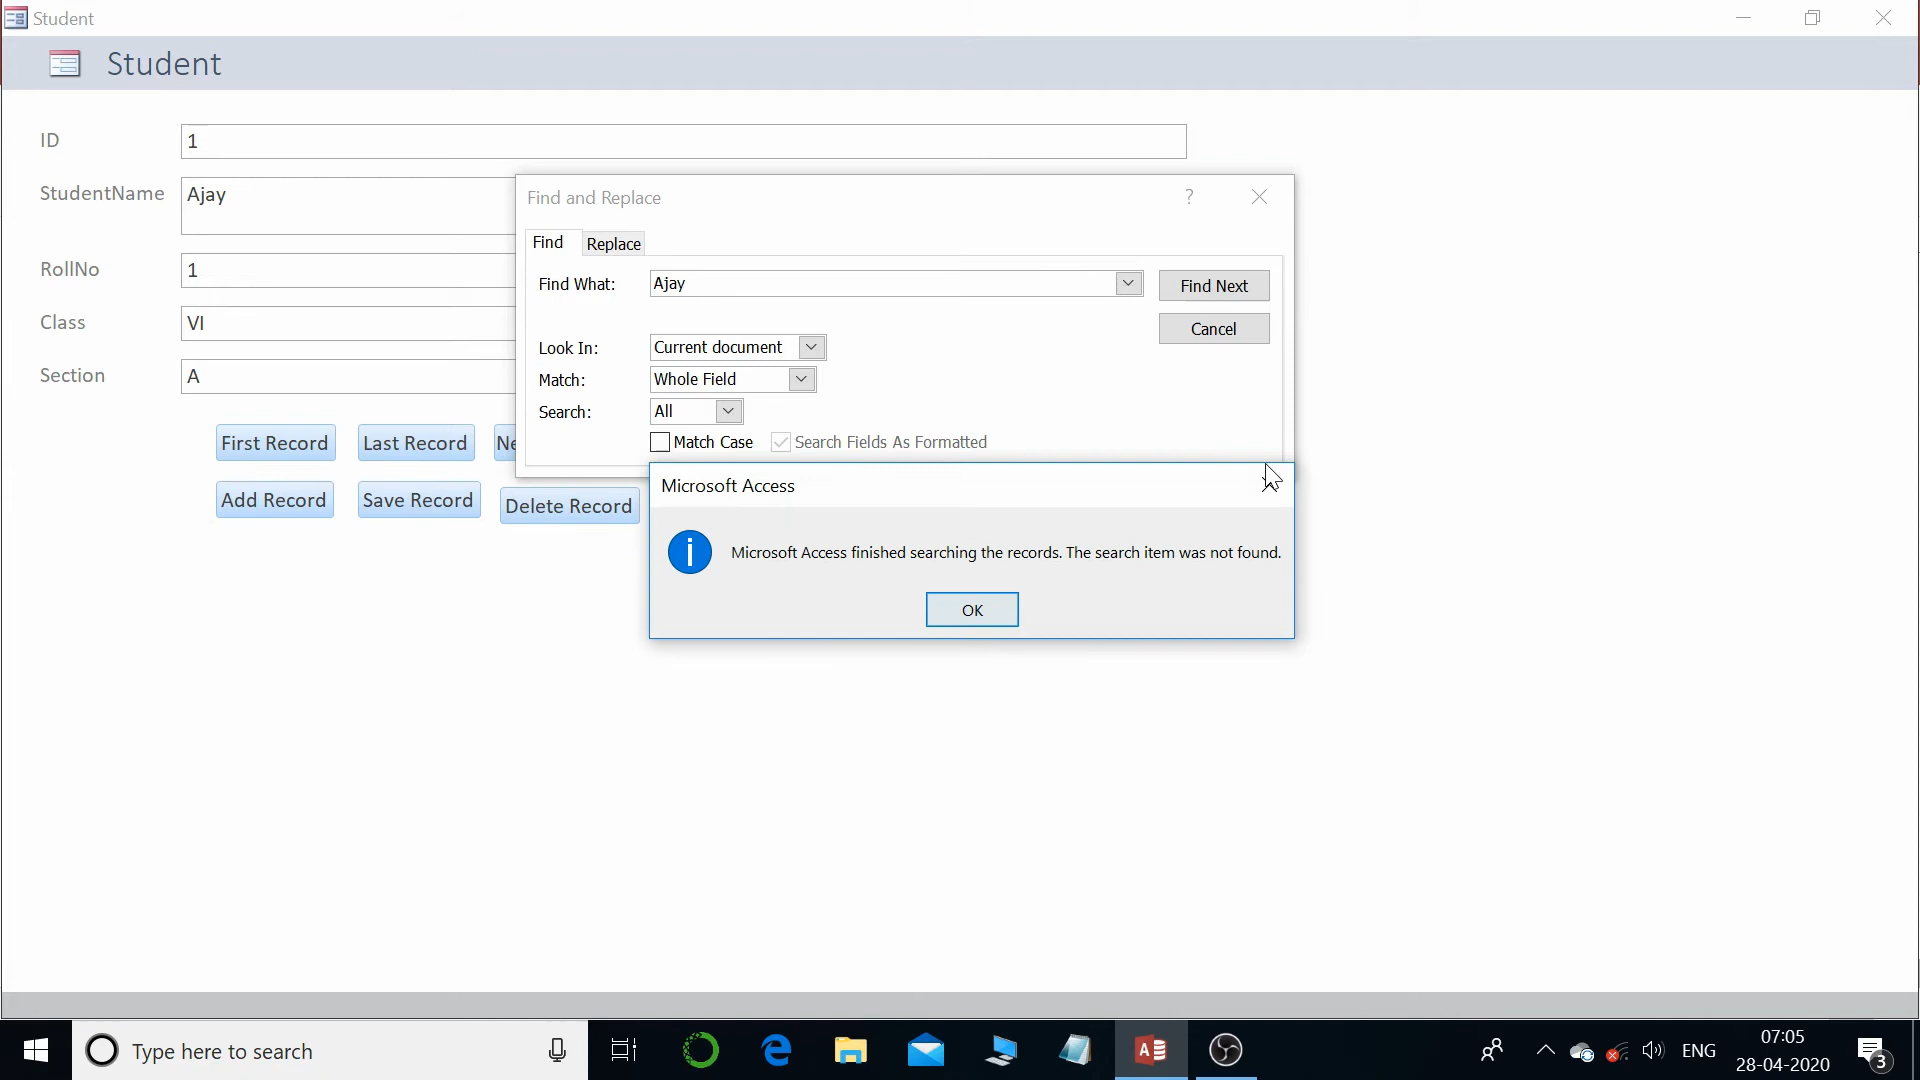 Student
Student
ID
1
StudentName
Ajay
RollNo
1
Class
VI
Section
A
First Record
Last Record
Ne
Add Record
Save Record
Delete Record
Find and Replace
?
Find
Replace
Find What:
Ajay
Find Next
Cancel
Look In:
Current document
Match:
Whole Field
Search:
All
Match Case
Search Fields As Formatted
Microsoft Access
Microsoft Access finished searching the records. The search item was not found.
OK
Type here to search
ENG
07:05
28-04-2020
3